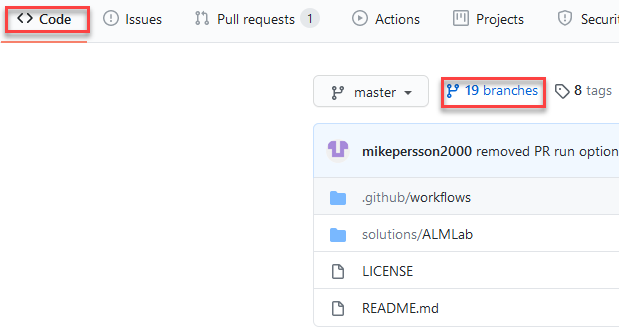 <> Code Issues Pull requests 1 Actions Projects Securi
master 19 branches 8 tags
mikepersson2000 removed PR run option
.github/workflows
solutions/ALMLab
LICENSE
README.md